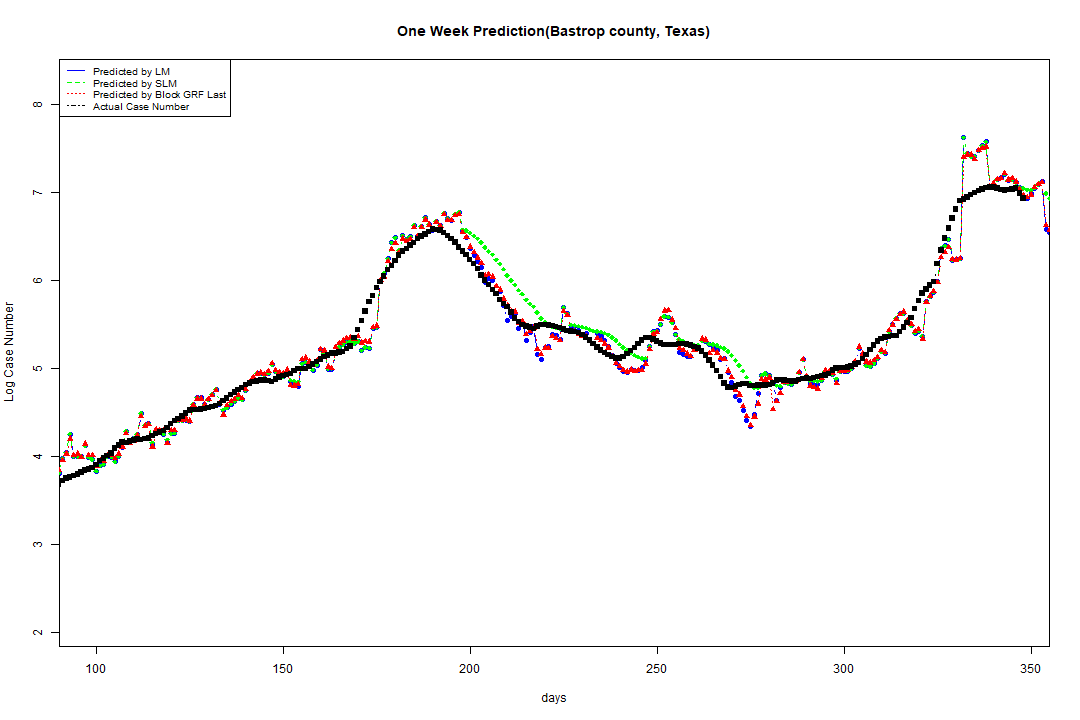 One Week Prediction(Bastrop county, Texas)
Predicted by LM
Predicted by SLM
Predicted by Block GRF Last
Actual Case Number
8
7
6
5
4
3
2
Log Case Number
100 150 200 250 300 350
days